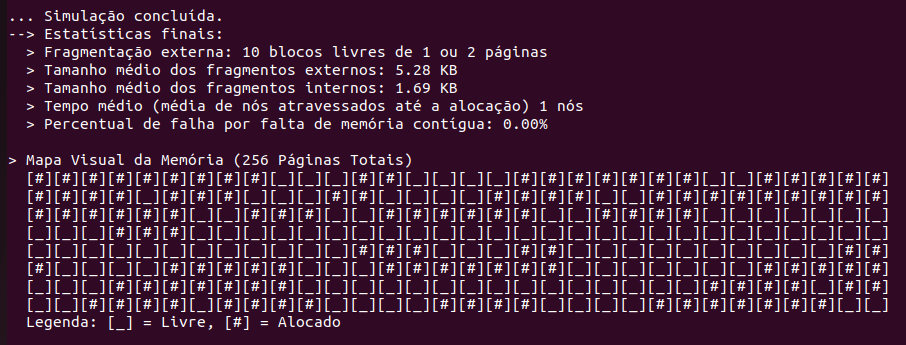 ... Simulação concluída.
--> Estatísticas finais:
> Fragmentação externa: 10 blocos livres de 1 ou 2 páginas
> Tamanho médio dos fragmentos externos: 5.28 KB
> Tamanho médio dos fragmentos internos: 1.69 KB
> Tempo médio (média de nós atravessados até a alocação) 1 nós
> Percentual de falha por falta de memória contígua: 0.00%
> Mapa Visual da Memória (256 Páginas Totais)
[#][#][#][#][#][#][#][#][#][_][_][_][#][#][_][_][_][_][#][#][#][#][#][#][#][_][_][#][#][#][#][#]
[#][#][#][#][_][#][#][#][_][_][_][#][#][_][_][_][_][#][#][#][#][_][_][#][#][#][#][#][#][#][#][#]
[#][#][#][#][#][#][_][_][#][#][#][_][_][#][#][#][#][#][#][_][_][#][#][#][#][_][_][_][_][_][_][_]
[_][_][_][#][#][#][_][_][_][_][_][_][_][_][_][_][_][_][_][_][_][_][_][_][_][_][_][_][_][_][_][_]
[_][_][_][_][_][_][_][_][_][_][_][_][#][#][#][_][_][_][#][#][_][_][_][_][_][_][_][_][_][_][#][#]
[#][_][_][_][_][#][#][#][#][#][_][_][_][#][#][#][#][#][#][_][_][_][_][_][_][_][_][#][#][#][#][#]
[_][_][_][#][#][#][#][#][#][#][_][_][_][_][_][_][_][_][_][_][_][_][_][_][_][#][#][#][#][#][#][#]
[_][_][#][#][#][#][_][#][#][#][#][_][_][_][_][#][#][#][#][_][_][_][_][#][#][#][#][#][#][#][_][_]
Legenda: [_] = Livre, [#] = Alocado